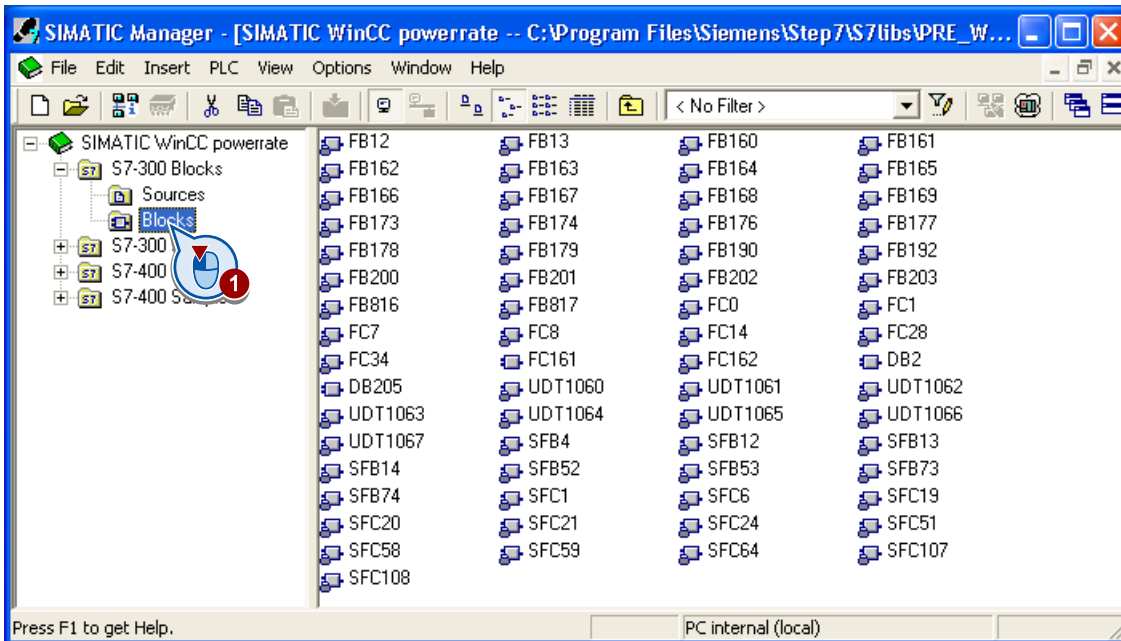 SIMATIC Manager - [SIMATIC WinCC powerrate -- C:\Program Files\Siemens\Step7\S7libs\PRE_W...
File Edit Insert PLC View Options Window Help
< No Filter >
SIMATIC WinCC powerrate
S7-300 Blocks
Sources
Blocks
S7-300
S7-400
S7-400
1
FB12 FB13 FB160 FB161
FB162 FB163 FB164 FB165
FB166 FB167 FB168 FB169
FB173 FB174 FB176 FB177
FB178 FB179 FB190 FB192
FB200 FB201 FB202 FB203
FB816 FB817 FC0 FC1
FC7 FC8 FC14 FC28
FC34 FC161 FC162 DB2
DB205 UDT1060 UDT1061 UDT1062
UDT1063 UDT1064 UDT1065 UDT1066
UDT1067 SFB4 SFB12 SFB13
SFB14 SFB52 SFB53 SFB73
SFB74 SFC1 SFC6 SFC19
SFC20 SFC21 SFC24 SFC51
SFC58 SFC59 SFC64 SFC107
SFC108
Press F1 to get Help. PC internal (local)